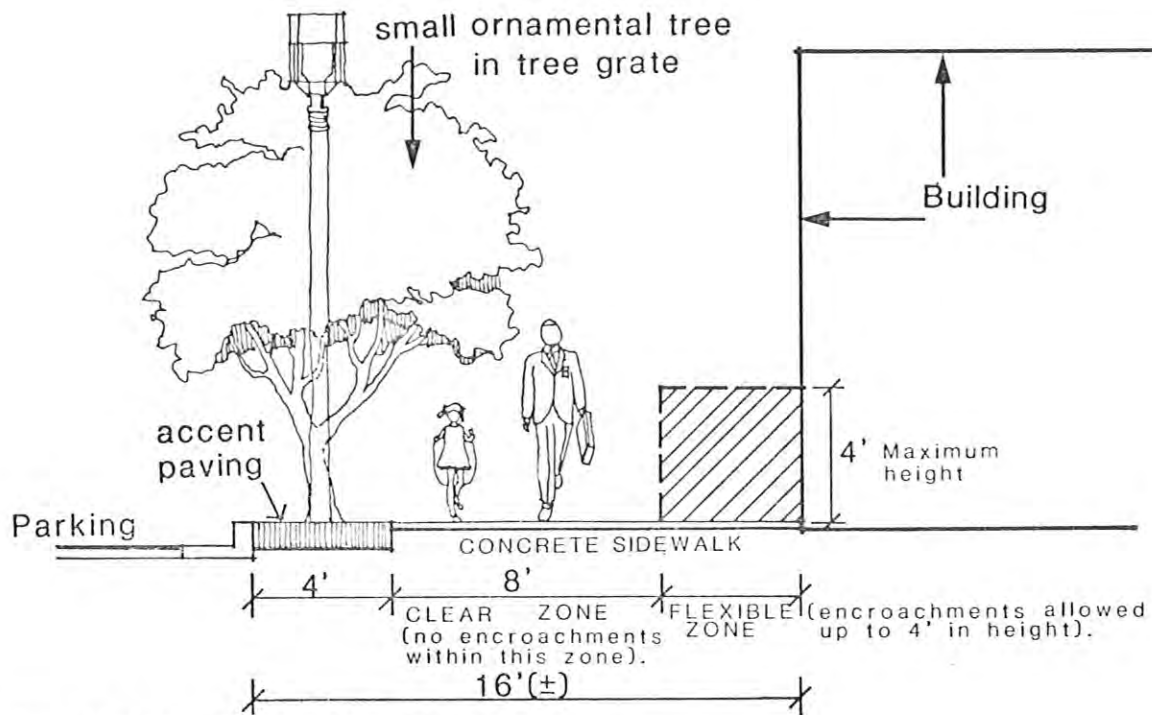 small ornamental tree
in tree grate
Building
accent
paving
4' Maximum
height
Parking
CONCRETE SIDEWALK
4'
8'
CLEAR ZONE
(no encroachments
within this zone).
FLEXIBLE
ZONE
(encroachments allowed
up to 4' in height).
16'(±)